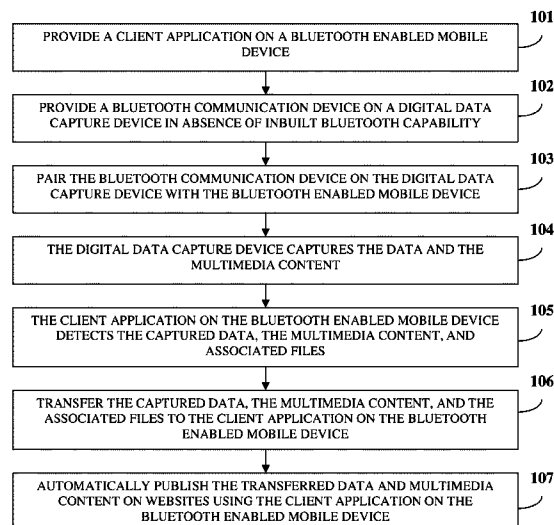 101
PROVIDE A CLIENT APPLICATION ON A BLUETOOTH ENABLED MOBILE
DEVICE
102
PROVIDE A BLUETOOTH COMMUNICATION DEVICE ON A DIGITAL DATA
CAPTURE DEVICE IN ABSENCE OF INBUILT BLUETOOTH CAPABILITY
103
PAIR THE BLUETOOTH COMMUNICATION DEVICE ON THE DIGITAL DATA
CAPTURE DEVICE WITH THE BLUETOOTH ENABLED MOBILE DEVICE
104
THE DIGITAL DATA CAPTURE DEVICE CAPTURES THE DATA AND THE
MULTIMEDIA CONTENT
105
THE CLIENT APPLICATION ON THE BLUETOOTH ENABLED MOBILE DEVICE
DETECTS THE CAPTURED DATA, THE MULTIMEDIA CONTENT, AND
ASSOCIATED FILES
106
TRANSFER THE CAPTURED DATA, THE MULTIMEDIA CONTENT, AND THE
ASSOCIATED FILES TO THE CLIENT APPLICATION ON THE BLUETOOTH
ENABLED MOBILE DEVICE
107
AUTOMATICALLY PUBLISH THE TRANSFERRED DATA AND MULTIMEDIA
CONTENT ON WEBSITES USING THE CLIENT APPLICATION ON THE
BLUETOOTH ENABLED MOBILE DEVICE